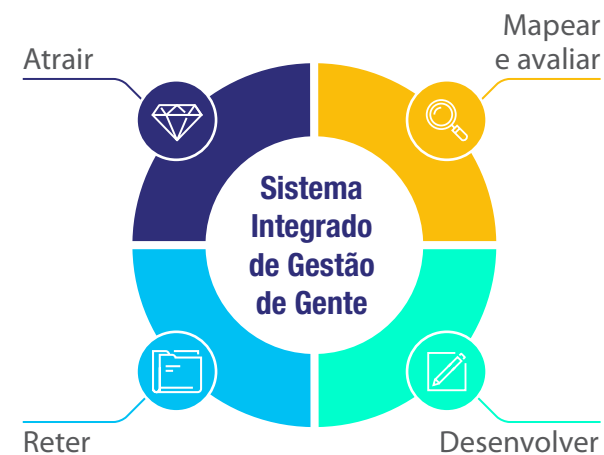 Atrair
Mapear
e avaliar
Sistema
Integrado
de Gestão
de Gente
Reter
Desenvolver